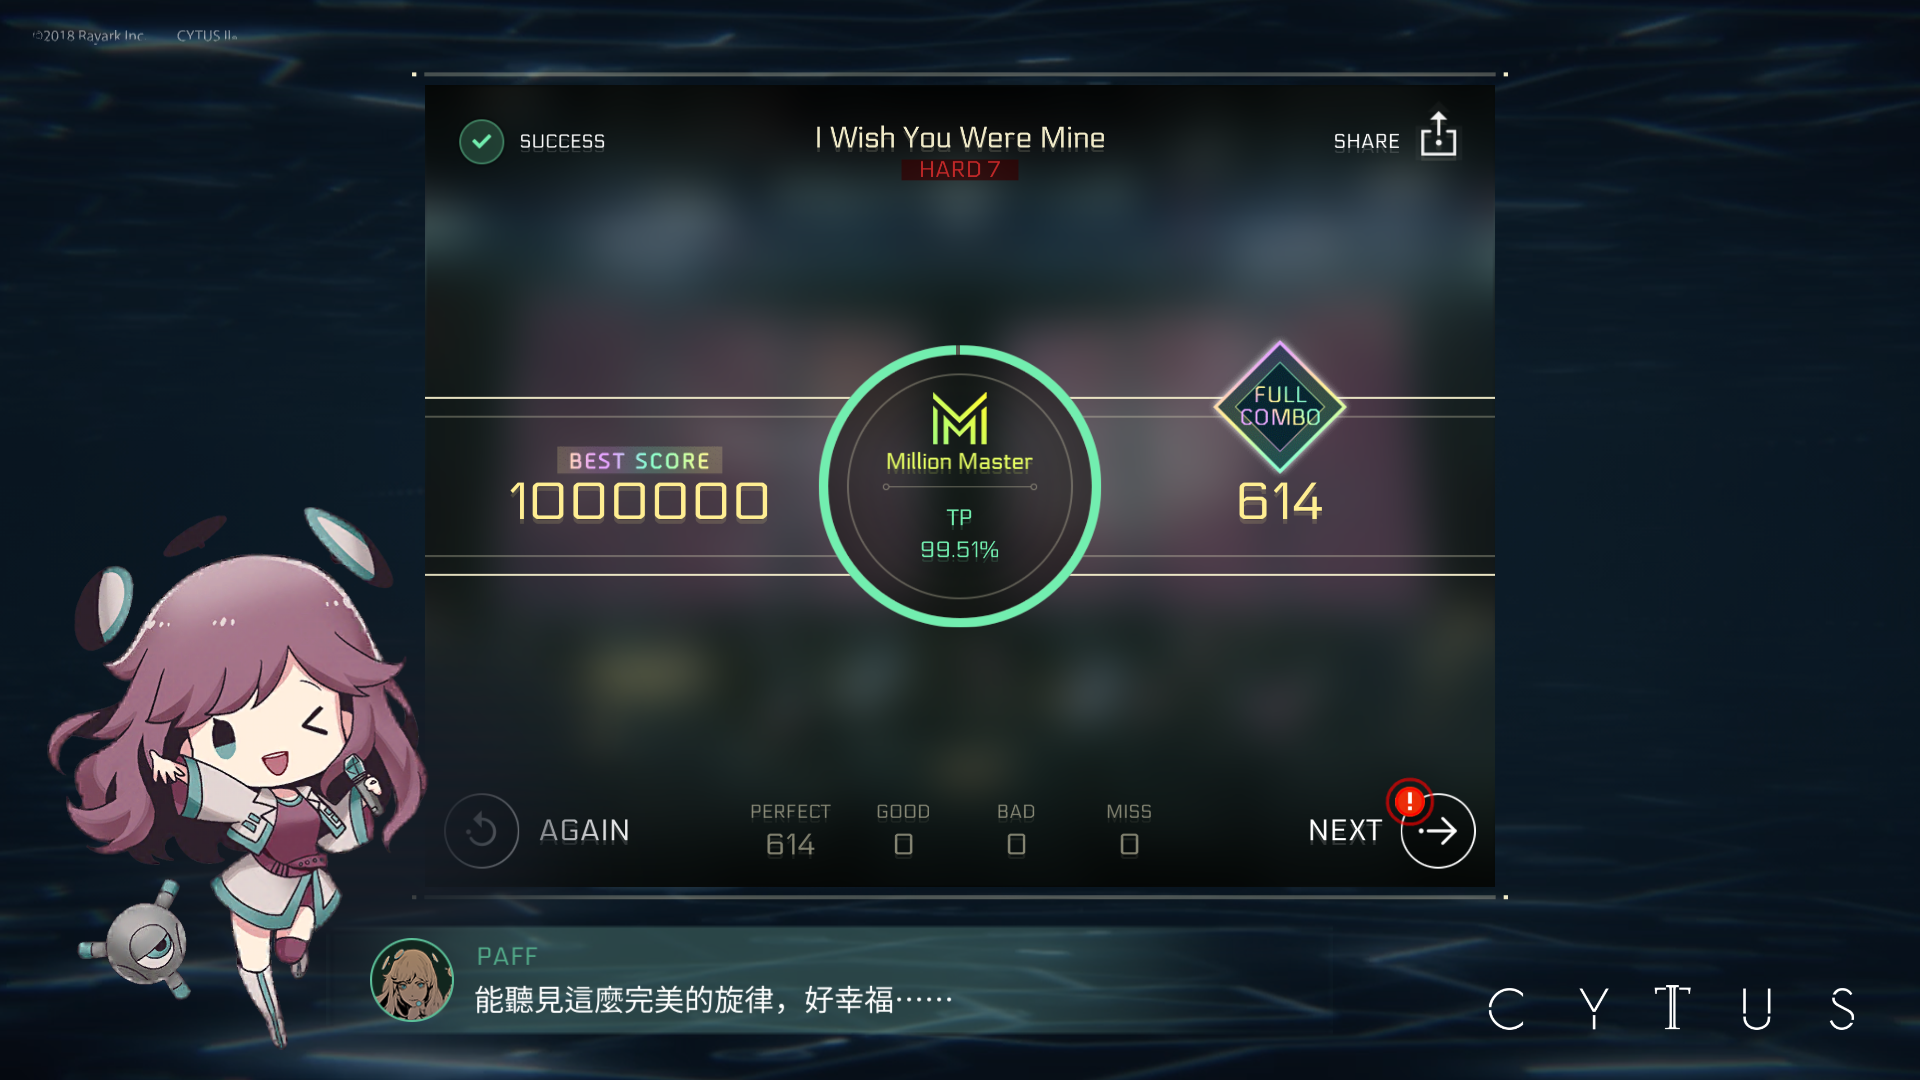 ©2018 Rayark Inc.
CYTUS II
SUCCESS
I Wish You Were Mine
HARD 7
SHARE
BEST SCORE
1000000
Million Master
TP
99.51%
FULL
COMBO
614
AGAIN
PERFECT
614
GOOD
0
BAD
0
MISS
0
NEXT
!
PAFF
能聽見這麼完美的旋律，好幸福⋯⋯
CYTUS